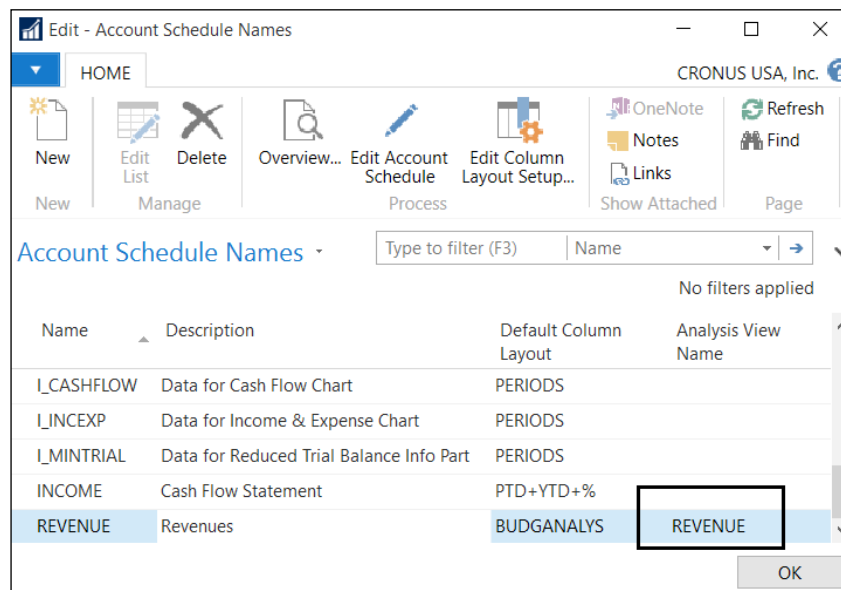 Edit - Account Schedule Names
HOME
CRONUS USA, Inc.
New
Edit List
Delete
Overview...
Edit Account Schedule
Edit Column Layout Setup...
OneNote
Notes
Links
Refresh
Find
New
Manage
Process
Show Attached
Page
Account Schedule Names
Type to filter (F3)
Name
No filters applied
Name Description Default Column Layout Analysis View Name
I_CASHFLOW Data for Cash Flow Chart PERIODS
I_INCEXP Data for Income & Expense Chart PERIODS
I_MINTRIAL Data for Reduced Trial Balance Info Part PERIODS
INCOME Cash Flow Statement PTD+YTD+%
REVENUE Revenues BUDGANALYS REVENUE
OK